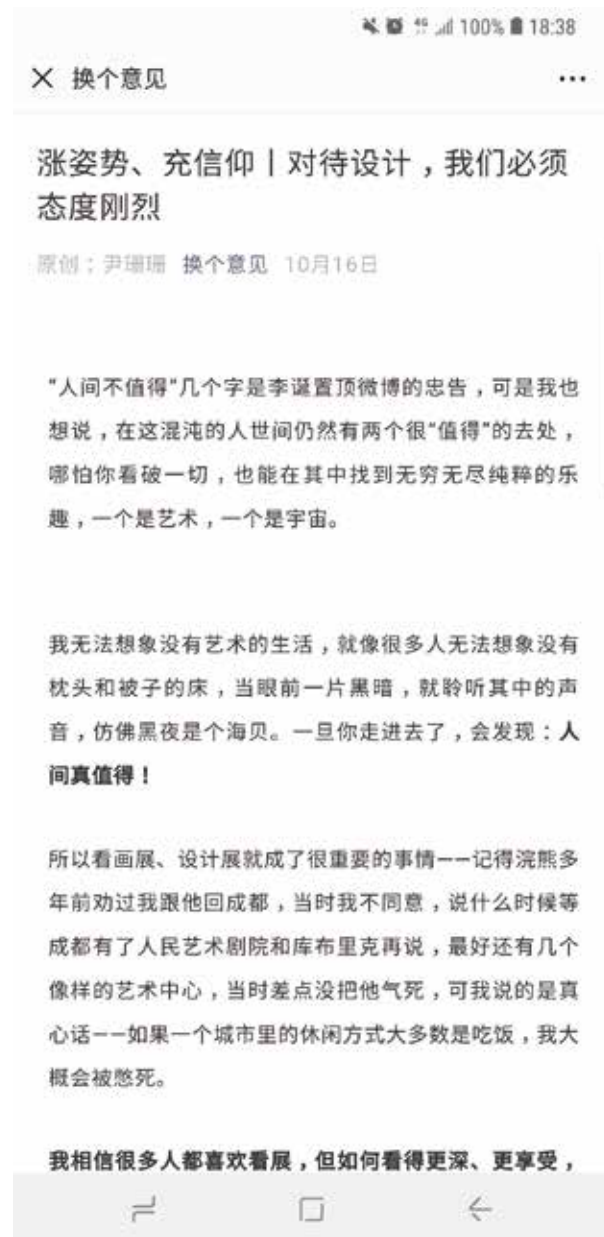 4G 100% 18:38
换个意见
涨姿势、充信仰丨对待设计，我们必须
态度刚烈
原创：尹珊珊 换个意见 10月16日
“人间不值得”几个字是李诞置顶微博的忠告，可是我也
想说，在这混沌的人世间仍然有两个很“值得”的去处，
哪怕你看破一切，也能在其中找到无穷无尽纯粹的乐
趣，一个是艺术，一个是宇宙。
我无法想象没有艺术的生活，就像很多人无法想象没有
枕头和被子的床，当眼前一片黑暗，就聆听其中的声
音，仿佛黑夜是个海贝。一旦你走进去了，会发现：人
间真值得！
所以看画展、设计展就成了很重要的事情——记得浣熊多
年前劝过我跟他回成都，当时我不同意，说什么时候等
成都有了人民艺术剧院和库布里克再说，最好还有几个
像样的艺术中心，当时差点没把他气死，可我说的是真
心话——如果一个城市里的休闲方式大多数是吃饭，我大
概会被憋死。
我相信很多人都喜欢看展，但如何看得更深、更享受，